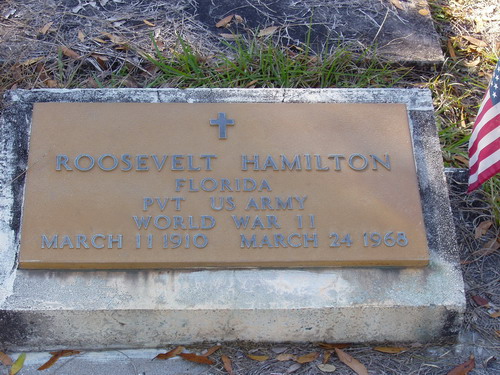 ROOSEVELT HAMILTON
FLORIDA
PVT US ARMY
WORLD WAR II
MARCH 11 1910 MARCH 24 1968